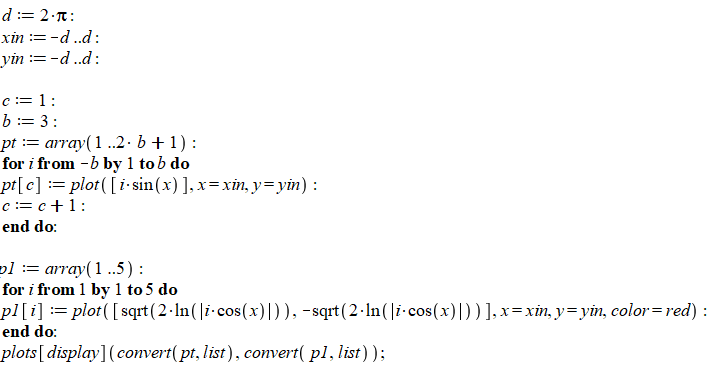 d := 2·π:
xin := −d ..d :
yin := −d ..d :
c := 1 :
b := 3 :
pt := array(1 ..2· b + 1) :
for i from −b by 1 to b do
pt[c] := plot([i·sin(x)], x = xin, y = yin) :
c := c + 1 :
end do:
p1 := array(1 ..5) :
for i from 1 by 1 to 5 do
p1[i] := plot([sqrt(2·ln(|i·cos(x)|)), −sqrt(2·ln(|i·cos(x)|))], x = xin, y = yin, color = red) :
end do:
plots[display](convert(pt, list), convert( p1, list) );